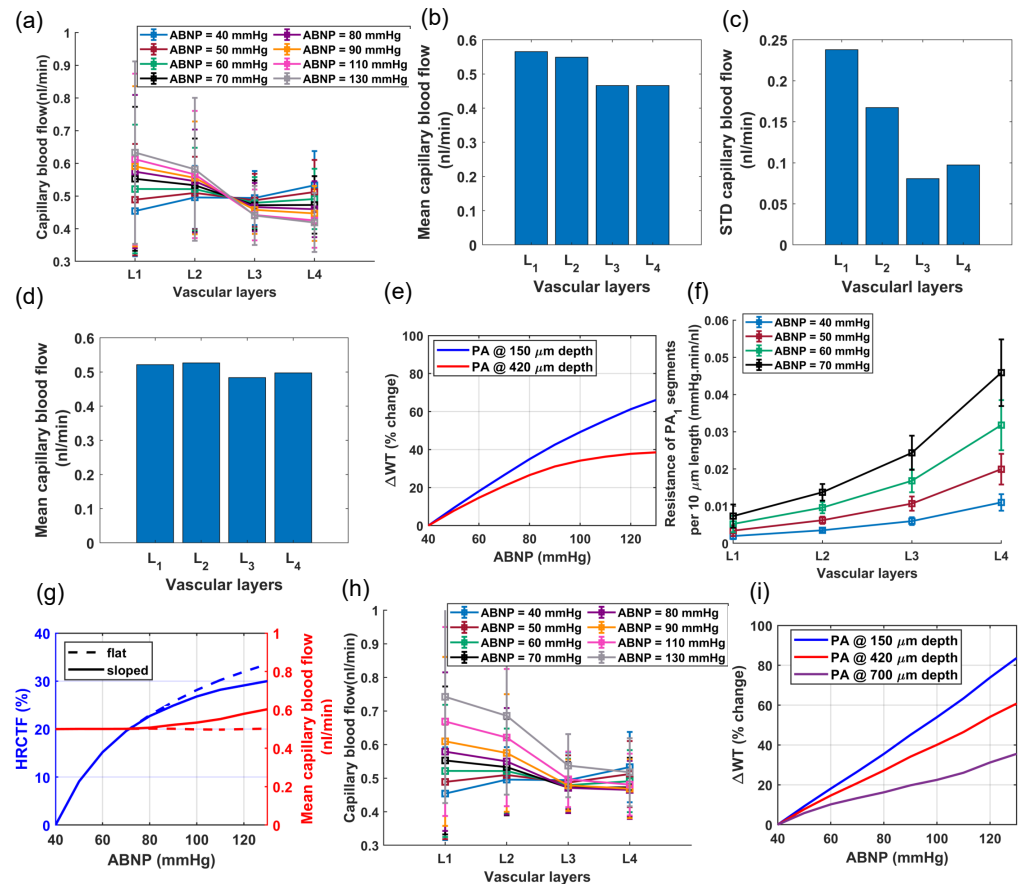 (a)
Capillary blood flow(nl/min)
1
0.9
0.8
0.7
0.6
0.5
0.4
0.3
ABNP = 40 mmHg
ABNP = 50 mmHg
ABNP = 60 mmHg
ABNP = 70 mmHg
ABNP = 80 mmHg
ABNP = 90 mmHg
ABNP = 110 mmHg
ABNP = 130 mmHg
L1 L2 L3 L4
Vascular layers
(b)
Mean capillary blood flow
(nl/min)
0.6
0.5
0.4
0.3
0.2
0.1
0
L1 L2 L3 L4
Vascular layers
(c)
STD capillary blood flow
(nl/min)
0.25
0.20
0.15
0.10
0.05
0
L1 L2 L3 L4
Vascularl layers
(d)
Mean capillary blood flow
(nl/min)
0.6
0.5
0.4
0.3
0.2
0.1
0
L1 L2 L3 L4
Vascular layers
(e)
ΔWT (% change)
100
80
60
40
20
0
PA @ 150 μm depth
PA @ 420 μm depth
40 60 80 100 120
ABNP (mmHg)
(f)
Resistance of PA1 segments
per 10 μm length (mmHg.min/nl)
0.06
0.05
0.04
0.03
0.02
0.01
0
ABNP = 40 mmHg
ABNP = 50 mmHg
ABNP = 60 mmHg
ABNP = 70 mmHg
L1 L2 L3 L4
Vascular layers
(g)
HRCTF (%)
40
30
20
10
0
flat
sloped
1
0.8
0.6
0.4
0.2
0
Mean capillary blood flow
(nl/min)
40 60 80 100 120
ABNP (mmHg)
(h)
Capillary blood flow(nl/min)
1
0.9
0.8
0.7
0.6
0.5
0.4
0.3
ABNP = 40 mmHg
ABNP = 50 mmHg
ABNP = 60 mmHg
ABNP = 70 mmHg
ABNP = 80 mmHg
ABNP = 90 mmHg
ABNP = 110 mmHg
ABNP = 130 mmHg
L1 L2 L3 L4
Vascular layers
(i)
ΔWT (% change)
100
80
60
40
20
0
PA @ 150 μm depth
PA @ 420 μm depth
PA @ 700 μm depth
40 60 80 100 120
ABNP (mmHg)